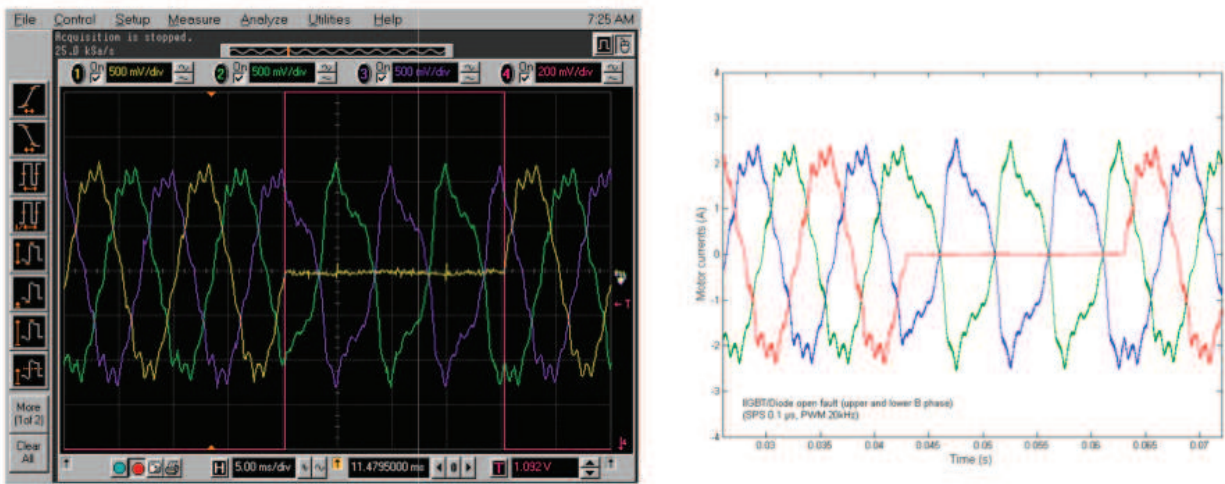 File Control Setup Measure Analyze Utilities Help 7:25 AM
Acquisition is stopped.
25.0 kSa/s
1 On 500 mV/div 2 On 500 mV/div 3 On 500 mV/div 4 On 200 mV/div
T
More
(1of 2)
Clear
All
H 5.00 ms/div T 11.4795000 ms 0 T 1.092 V
4
3
2
1
0
-1
-2
-3
-4
Motor currents (A)
IIGBT/Diode open fault (upper and lower B phase)
(SPS 0.1 µs, PWM 20kHz)
0.03 0.035 0.04 0.045 0.05 0.055 0.06 0.065 0.07
Time (s)